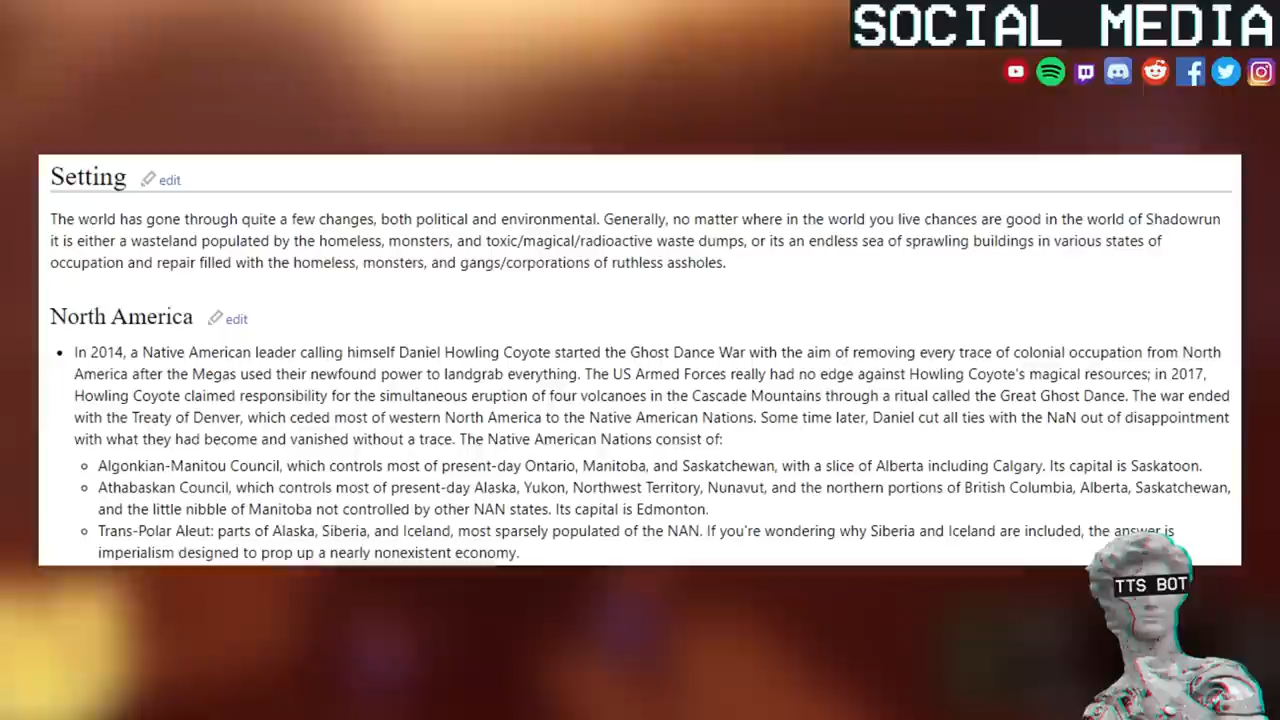 SOCIAL MEDIA
Setting edit
The world has gone through quite a few changes, both political and environmental. Generally, no matter where in the world you live chances are good in the world of Shadowrun
it is either a wasteland populated by the homeless, monsters, and toxic/magical/radioactive waste dumps, or its an endless sea of sprawling buildings in various states of
occupation and repair filled with the homeless, monsters, and gangs/corporations of ruthless assholes.
North America edit
In 2014, a Native American leader calling himself Daniel Howling Coyote started the Ghost Dance War with the aim of removing every trace of colonial occupation from North
America after the Megas used their newfound power to landgrab everything. The US Armed Forces really had no edge against Howling Coyote's magical resources; in 2017,
Howling Coyote claimed responsibility for the simultaneous eruption of four volcanoes in the Cascade Mountains through a ritual called the Great Ghost Dance. The war ended
with the Treaty of Denver, which ceded most of western North America to the Native American Nations. Some time later, Daniel cut all ties with the NaN out of disappointment
with what they had become and vanished without a trace. The Native American Nations consist of:
Algonkian-Manitou Council, which controls most of present-day Ontario, Manitoba, and Saskatchewan, with a slice of Alberta including Calgary. Its capital is Saskatoon.
Athabaskan Council, which controls most of present-day Alaska, Yukon, Northwest Territory, Nunavut, and the northern portions of British Columbia, Alberta, Saskatchewan,
and the little nibble of Manitoba not controlled by other NAN states. Its capital is Edmonton.
Trans-Polar Aleut: parts of Alaska, Siberia, and Iceland, most sparsely populated of the NAN. If you're wondering why Siberia and Iceland are included, the answer is
imperialism designed to prop up a nearly nonexistent economy.
TTS BOT